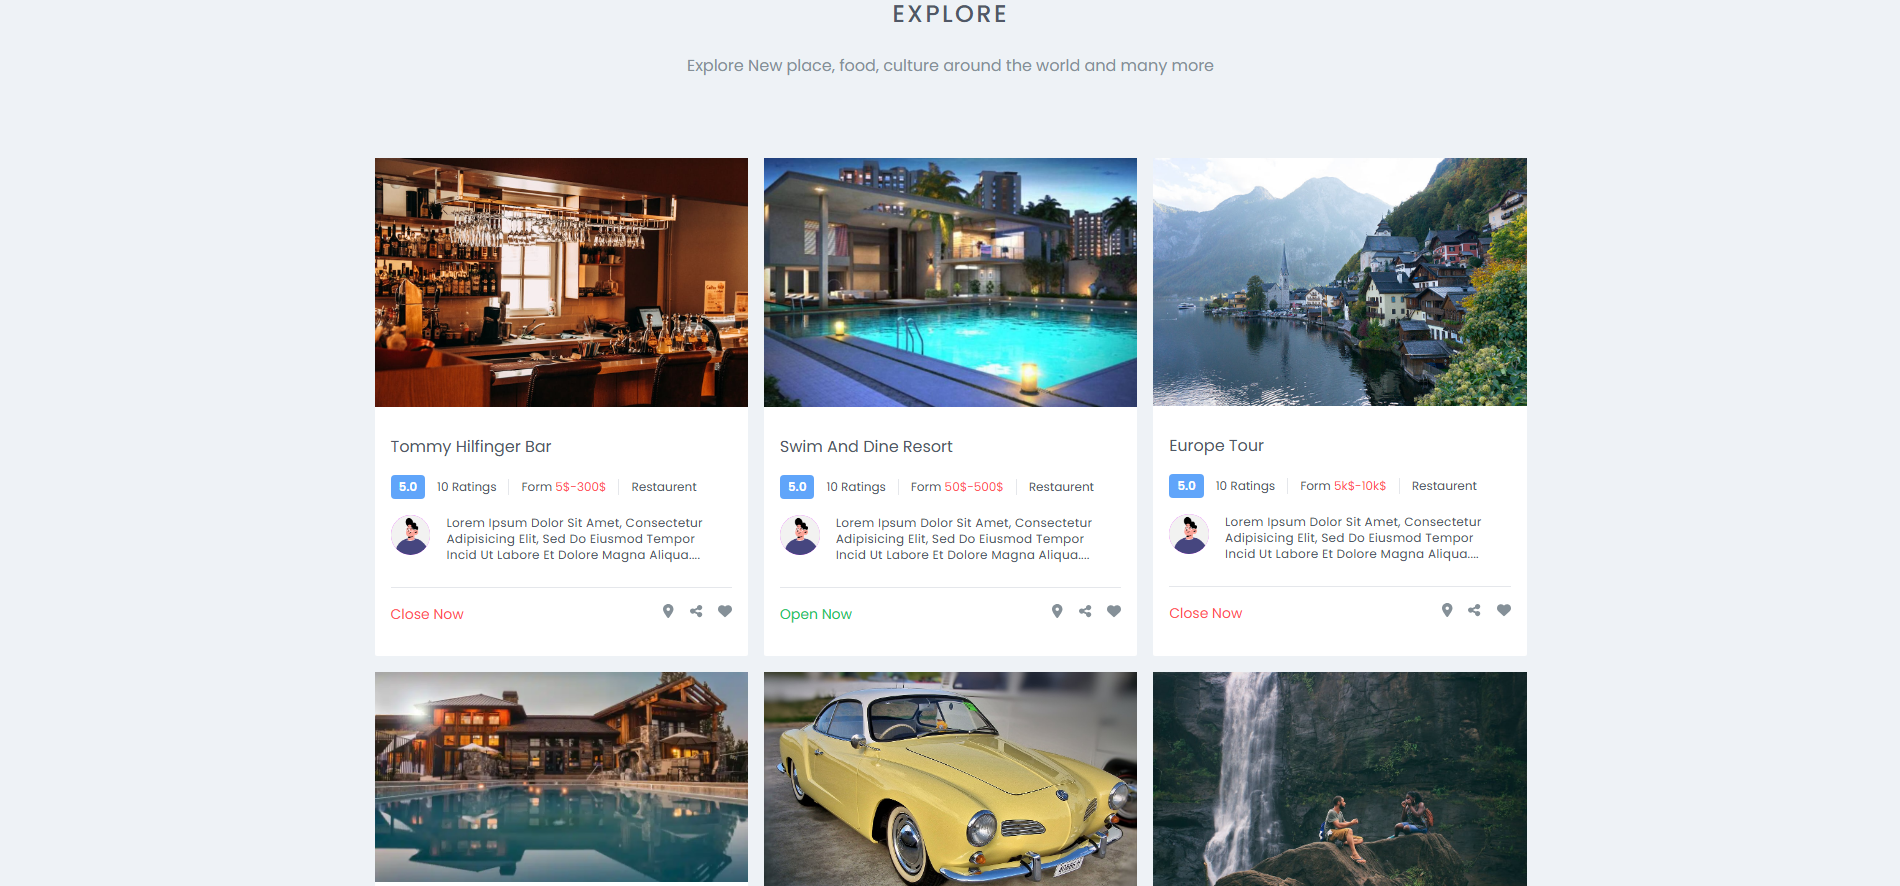 EXPLORE
Explore New place, food, culture around the world and many more
Tommy Hilfinger Bar
5.0 10 Ratings Form 5$-300$ Restaurent
Lorem Ipsum Dolor Sit Amet, Consectetur
Adipisicing Elit, Sed Do Eiusmod Tempor
Incid Ut Labore Et Dolore Magna Aliqua....
Close Now
Swim And Dine Resort
5.0 10 Ratings Form 50$-500$ Restaurent
Lorem Ipsum Dolor Sit Amet, Consectetur
Adipisicing Elit, Sed Do Eiusmod Tempor
Incid Ut Labore Et Dolore Magna Aliqua....
Open Now
Europe Tour
5.0 10 Ratings Form 5k$-10k$ Restaurent
Lorem Ipsum Dolor Sit Amet, Consectetur
Adipisicing Elit, Sed Do Eiusmod Tempor
Incid Ut Labore Et Dolore Magna Aliqua....
Close Now